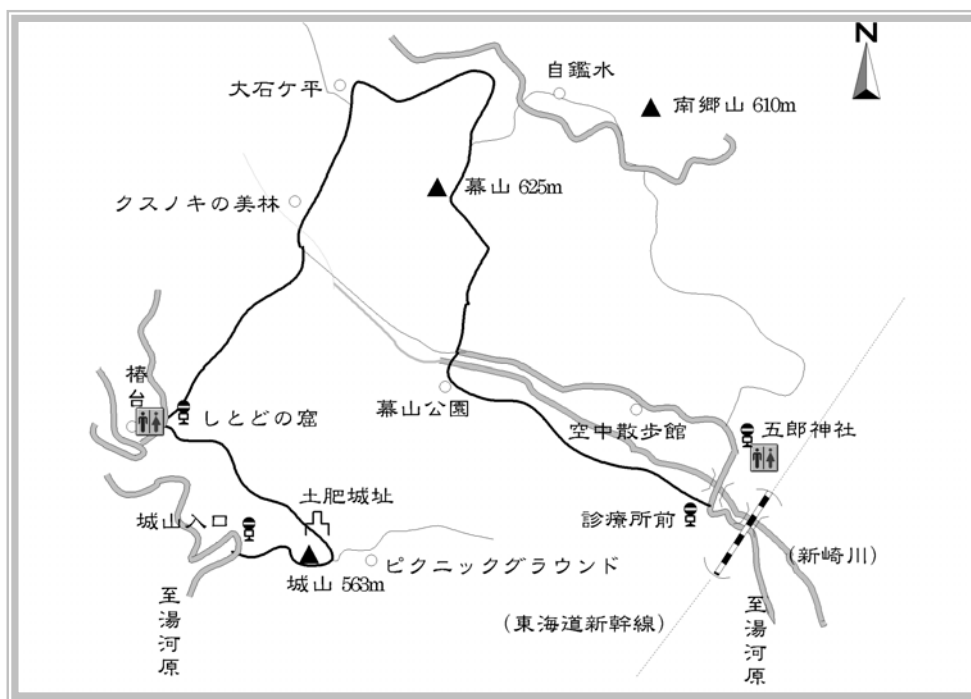 N
自鑑水
大石ケ平
南郷山 610m
幕山 625m
クスノキの美林
椿台
しとどの窟
幕山公園
空中散歩館
五郎神社
土肥城址
城山入口
診療所前
ピクニックグラウンド
城山 563m
(新崎川)
至湯河原
(東海道新幹線)
至湯河原